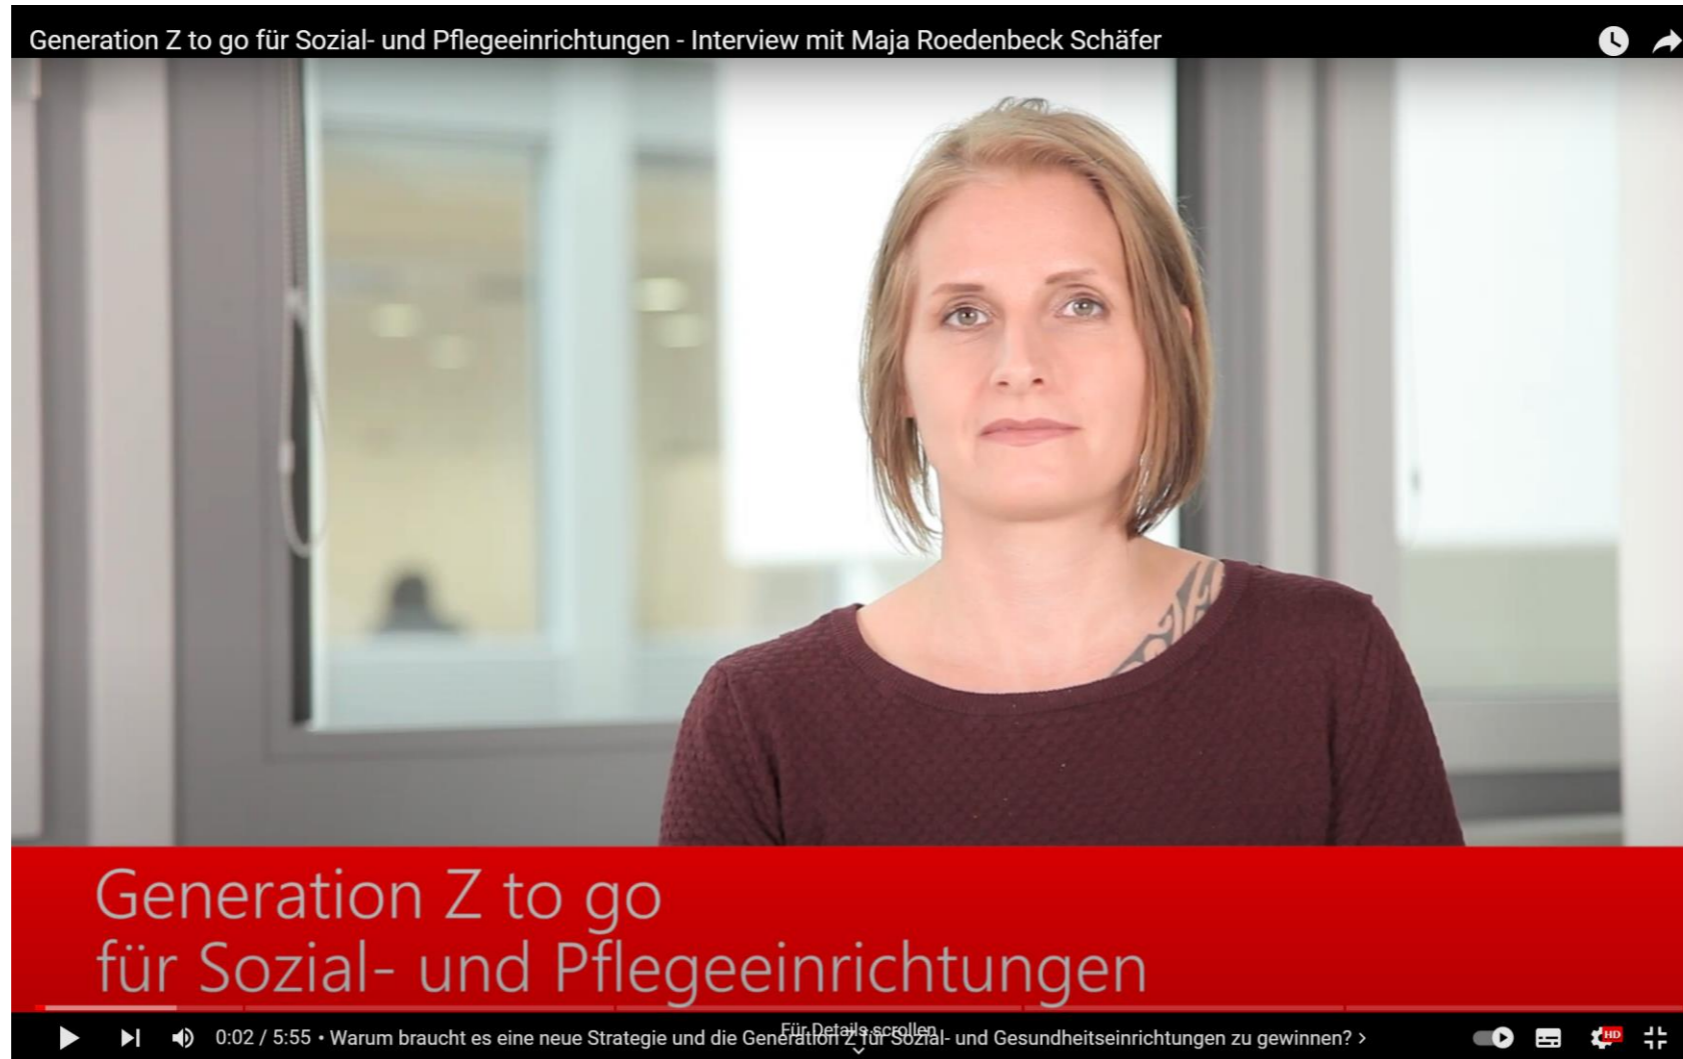 Generation Z to go für Sozial- und Pflegeeinrichtungen - Interview mit Maja Roedenbeck Schäfer
Generation Z to go
für Sozial- und Pflegeeinrichtungen
Für Details scrollen
0:02 / 5:55 • Warum braucht es eine neue Strategie und die Generation Z für Sozial- und Gesundheitseinrichtungen zu gewinnen? >
HD